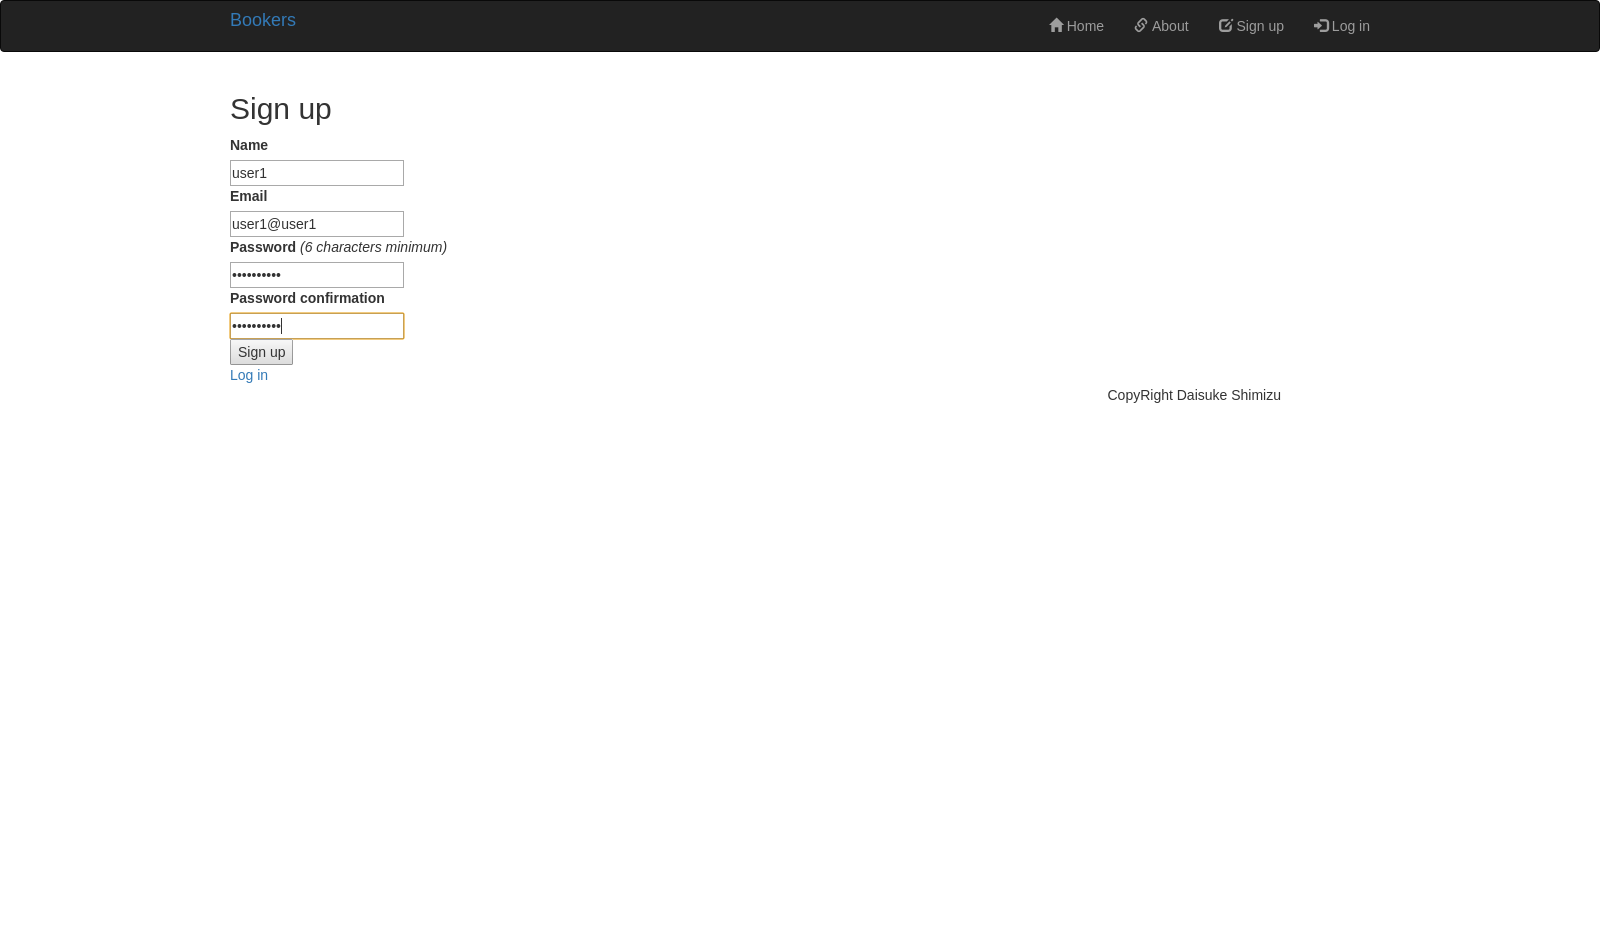 Bookers
Home About Sign up Log in
Sign up
Name
user1
Email
user1@user1
Password (6 characters minimum)
••••••••••
Password confirmation
••••••••••
Sign up
Log in
CopyRight Daisuke Shimizu